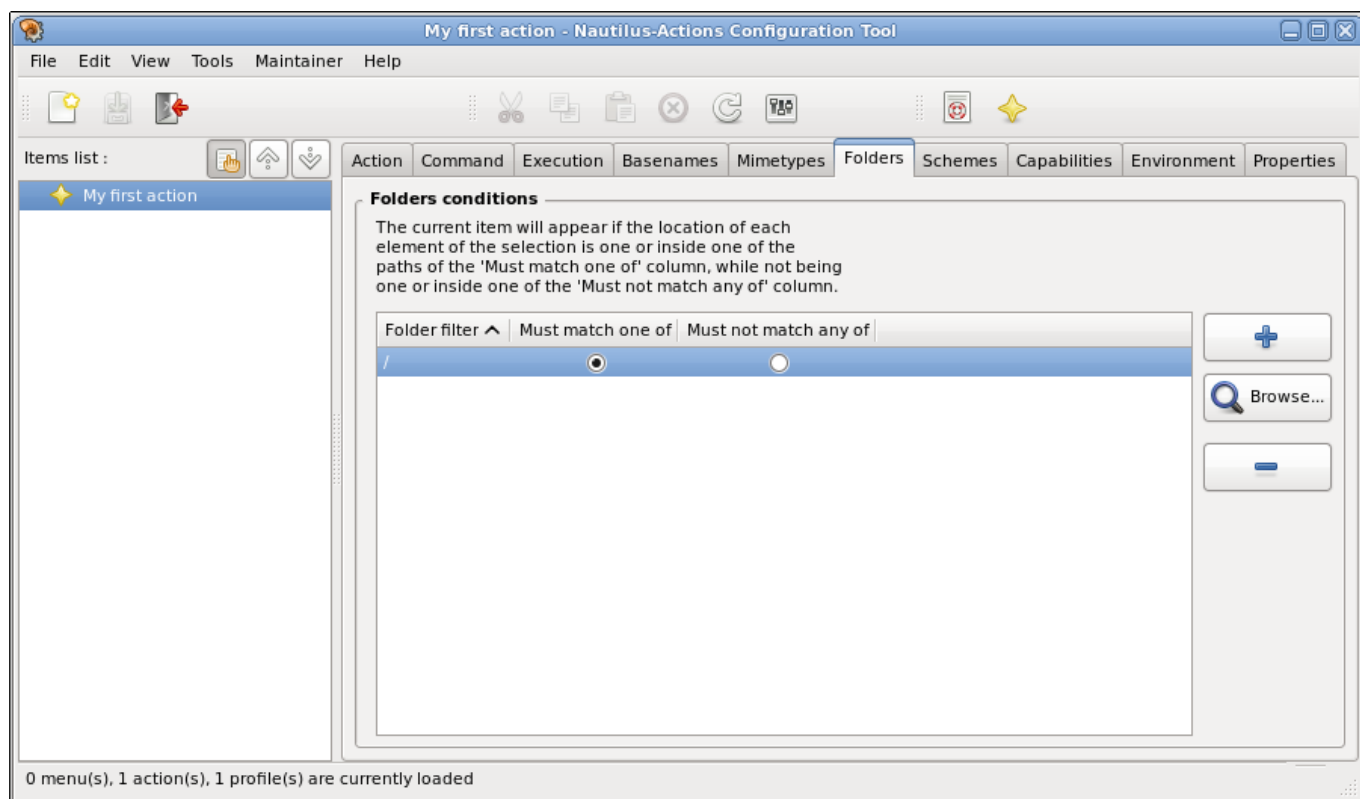 My first action - Nautilus-Actions Configuration Tool
File Edit View Tools Maintainer Help
Items list :
Action Command Execution Basenames Mimetypes Folders Schemes Capabilities Environment Properties
My first action
Folders conditions
The current item will appear if the location of each
element of the selection is one or inside one of the
paths of the 'Must match one of' column, while not being
one or inside one of the 'Must not match any of' column.
Folder filter Must match one of Must not match any of
/
Browse...
0 menu(s), 1 action(s), 1 profile(s) are currently loaded